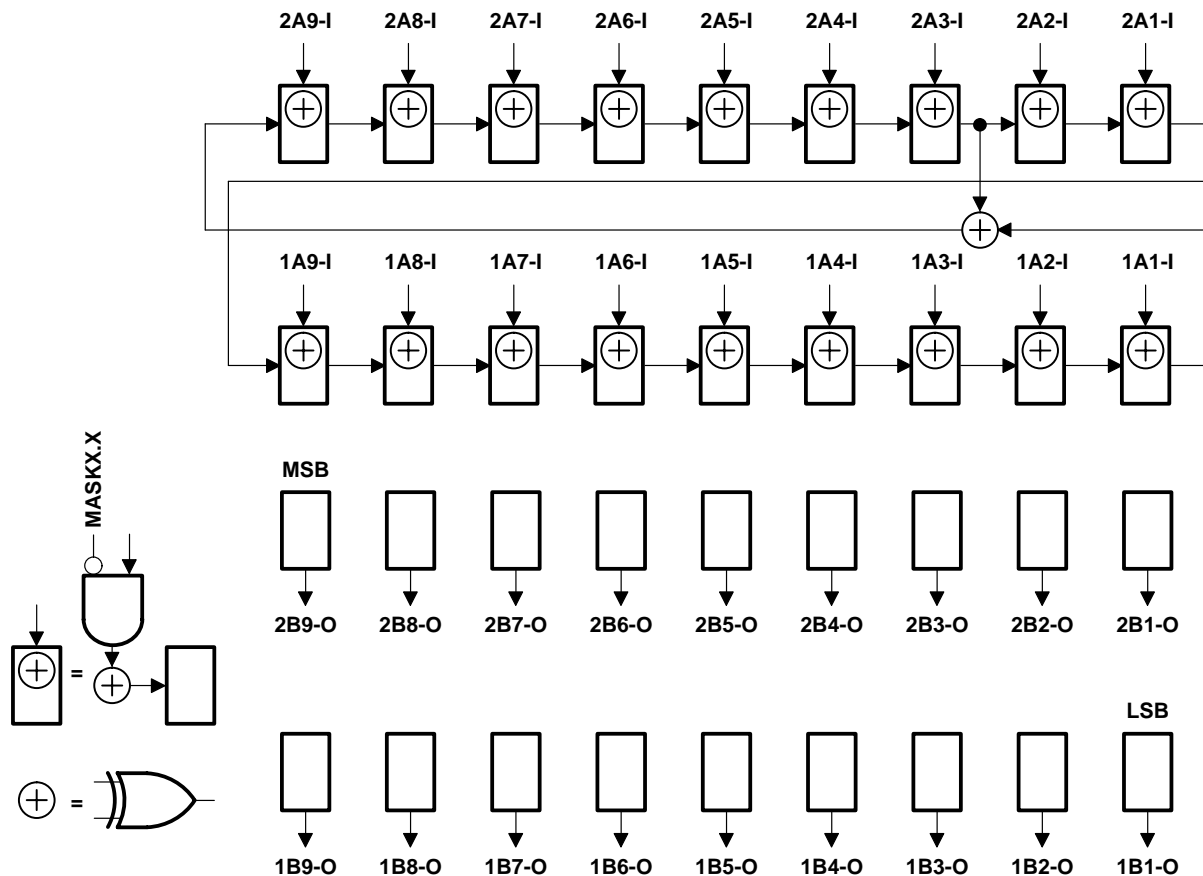 2A9-I 2A8-I 2A7-I 2A6-I 2A5-I 2A4-I 2A3-I 2A2-I 2A1-I
1A9-I 1A8-I 1A7-I 1A6-I 1A5-I 1A4-I 1A3-I 1A2-I 1A1-I
MASKX.X
MSB
2B9-O 2B8-O 2B7-O 2B6-O 2B5-O 2B4-O 2B3-O 2B2-O 2B1-O
=
LSB
=
1B9-O 1B8-O 1B7-O 1B6-O 1B5-O 1B4-O 1B3-O 1B2-O 1B1-O